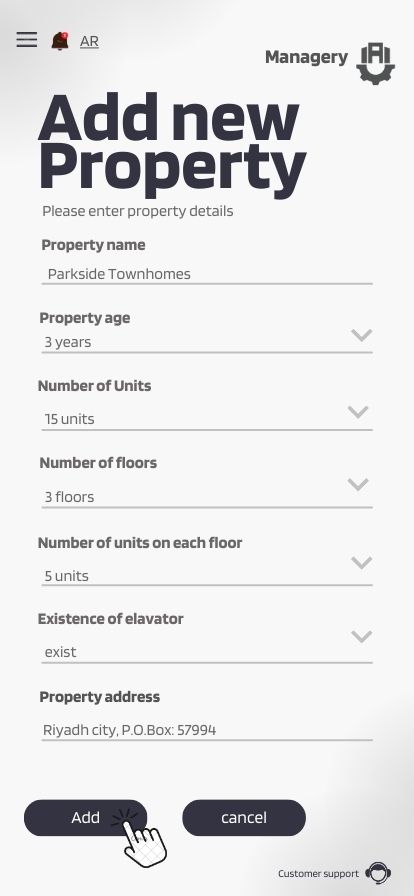 AR
Managery
Add new
Property
Please enter property details
Property name
Parkside Townhomes
Property age
3 years
Number of Units
15 units
Number of floors
3 floors
Number of units on each floor
5 units
Existence of elavator
exist
Property address
Riyadh city, P.O.Box: 57994
Add cancel
Customer support